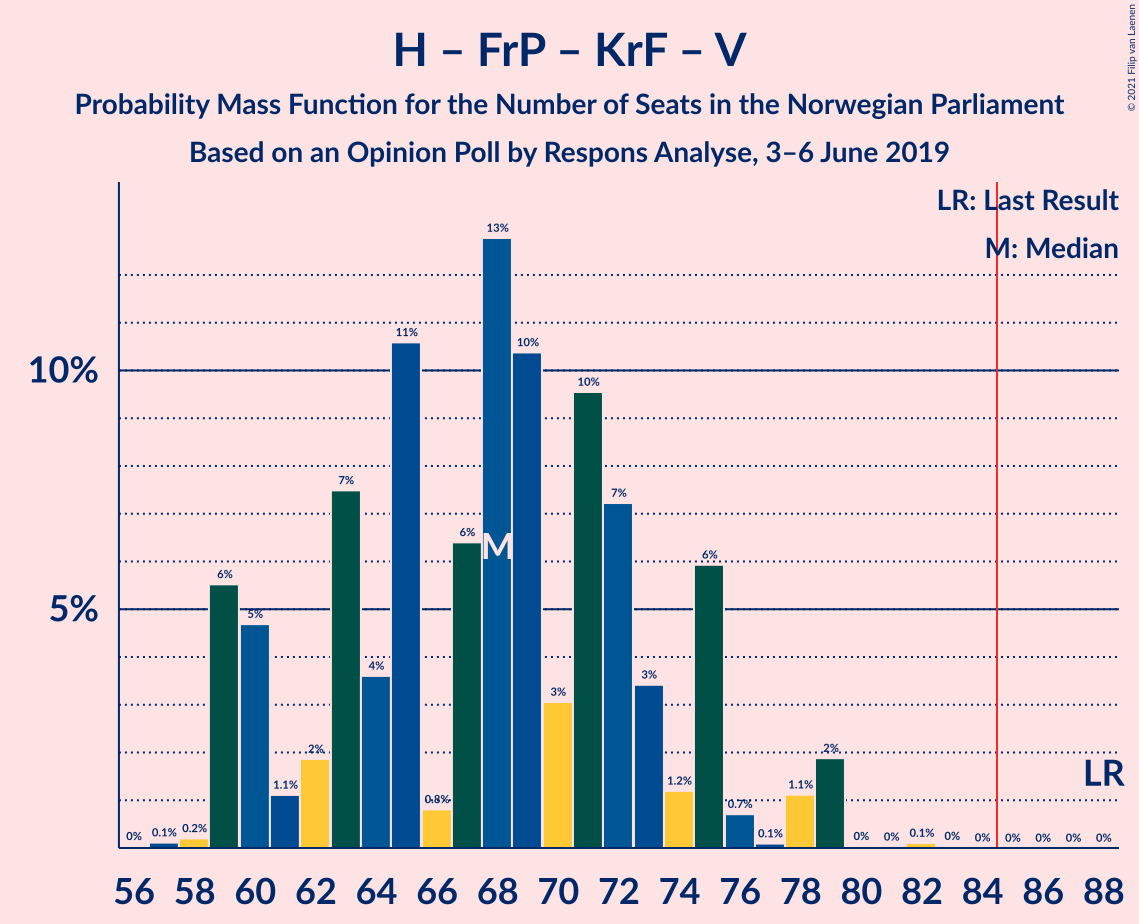 H – FrP – KrF – V
Probability Mass Function for the Number of Seats in the Norwegian Parliament
Based on an Opinion Poll by Respons Analyse, 3–6 June 2019
© 2021 Filip van Laenen
LR: Last Result
M: Median
10%
5%
0% 0.1% 0.2% 6% 5% 1.1% 2% 7% 4% 11% 0.8% 6% 13% 10% 3% 10% 7% 3% 1.2% 6% 0.7% 0.1% 1.1% 2% 0% 0% 0.1% 0% 0% 0% 0% 0% 0%
M
LR
56 58 60 62 64 66 68 70 72 74 76 78 80 82 84 86 88